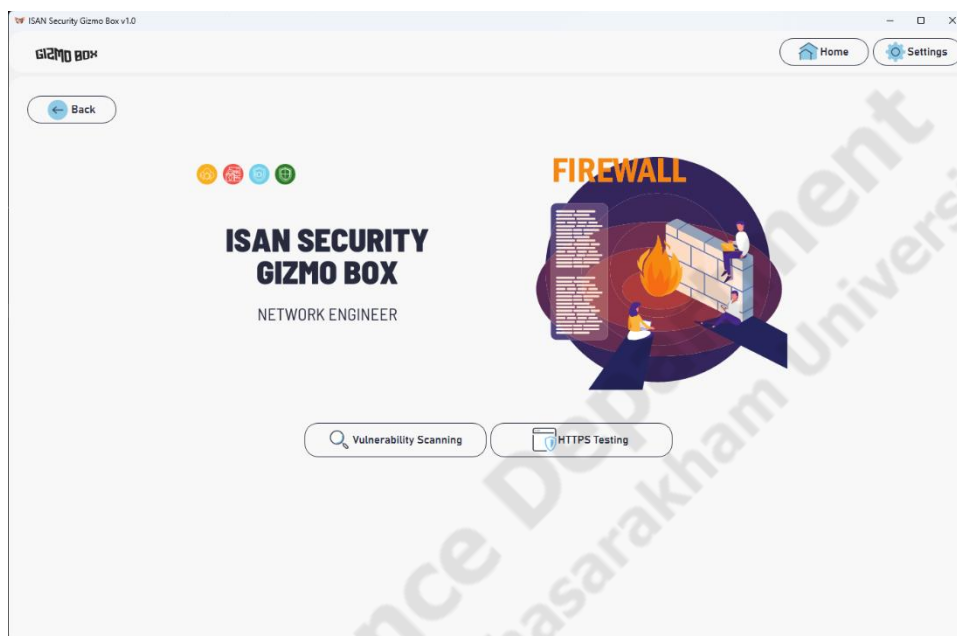 ISAN Security Gizmo Box v1.0
GIZMO BOX
Home
Settings
Back
FIREWALL
ISAN SECURITY
GIZMO BOX
NETWORK ENGINEER
Vulnerability Scanning
HTTPS Testing